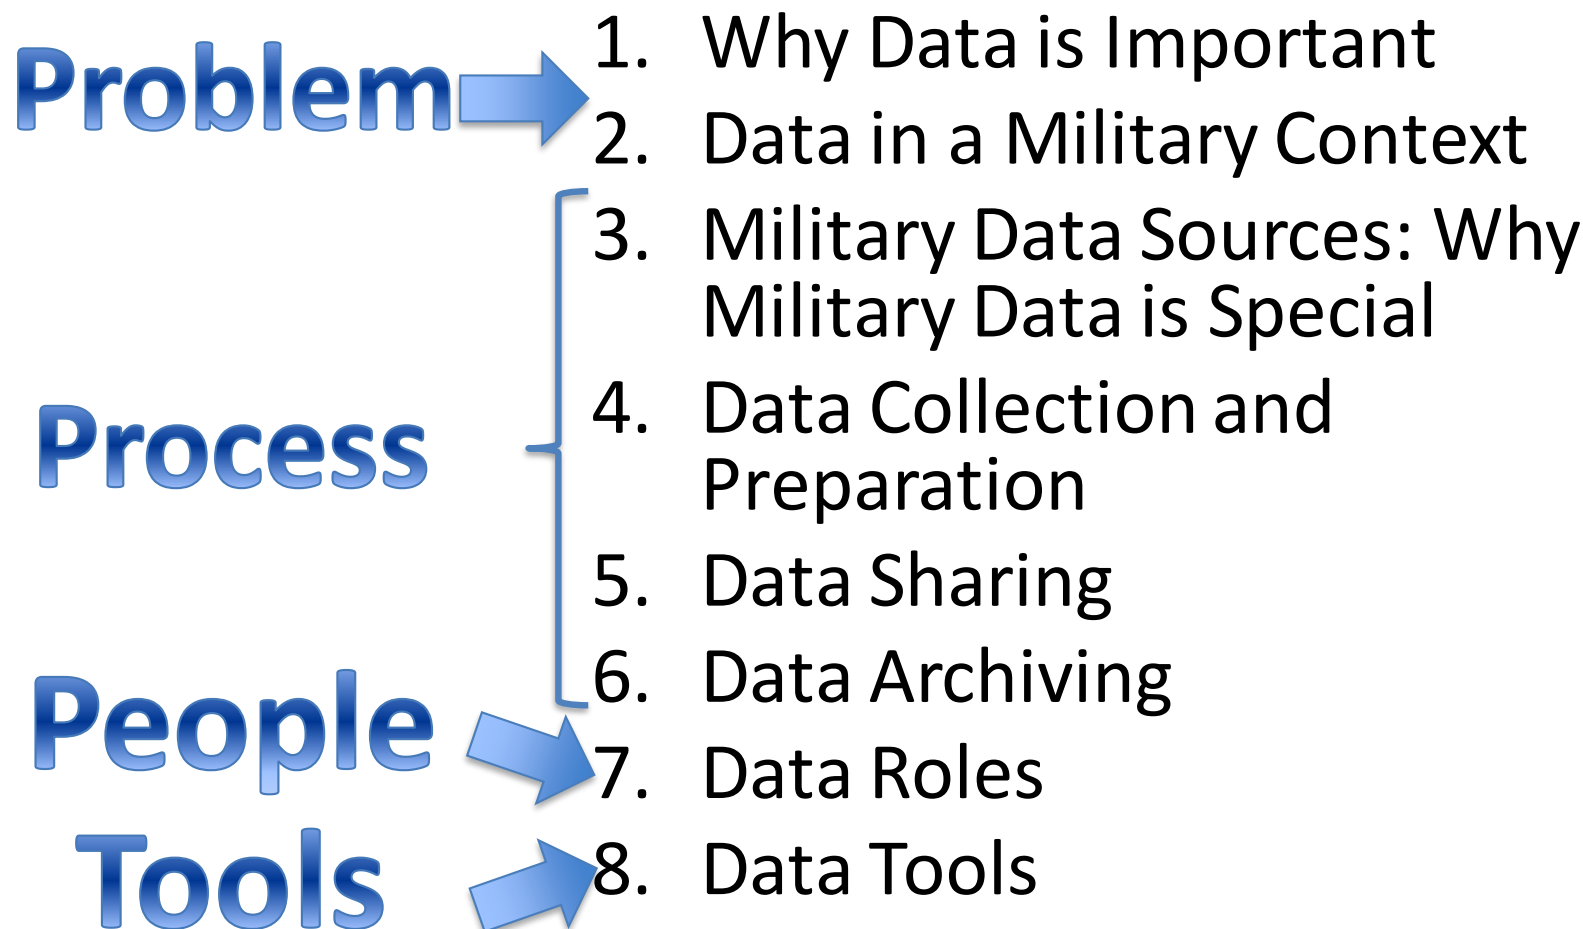 Problem
1. Why Data is Important
2. Data in a Military Context
3. Military Data Sources: Why
Military Data is Special
Process
4. Data Collection and
Preparation
5. Data Sharing
6. Data Archiving
People
7. Data Roles
Tools
8. Data Tools